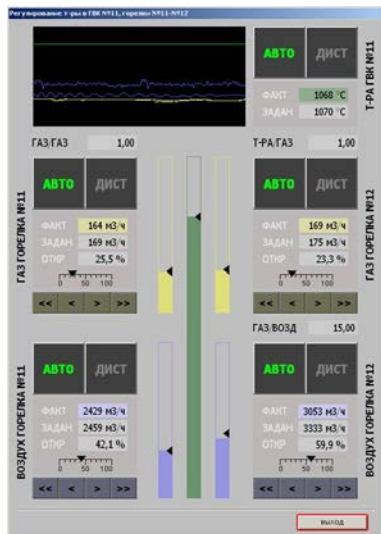 Регулирование т-ры в ГВК №11, горелки №11-№12
АВТО ДИСТ
ФАКТ 1068 °C
ЗАДАН 1070 °C
Т-РА ГВК №11
ГАЗ/ГАЗ 1,00
Т-РА/ГАЗ 1,00
ГАЗ ГОРЕЛКА №11
АВТО ДИСТ
ФАКТ 164 м3/ч
ЗАДАН 169 м3/ч
ОТКР 25,5 %
0 50 100
<< < > >>
АВТО ДИСТ
ФАКТ 169 м3/ч
ЗАДАН 175 м3/ч
ОТКР 23,3 %
0 50 100
<< < > >>
ГАЗ ГОРЕЛКА №12
ГАЗ/ВОЗД 15,00
ВОЗДУХ ГОРЕЛКА №11
АВТО ДИСТ
ФАКТ 2429 м3/ч
ЗАДАН 2459 м3/ч
ОТКР 42,1 %
0 50 100
<< < > >>
АВТО ДИСТ
ФАКТ 3053 м3/ч
ЗАДАН 3333 м3/ч
ОТКР 59,9 %
0 50 100
<< < > >>
ВОЗДУХ ГОРЕЛКА №12
ВЫХОД